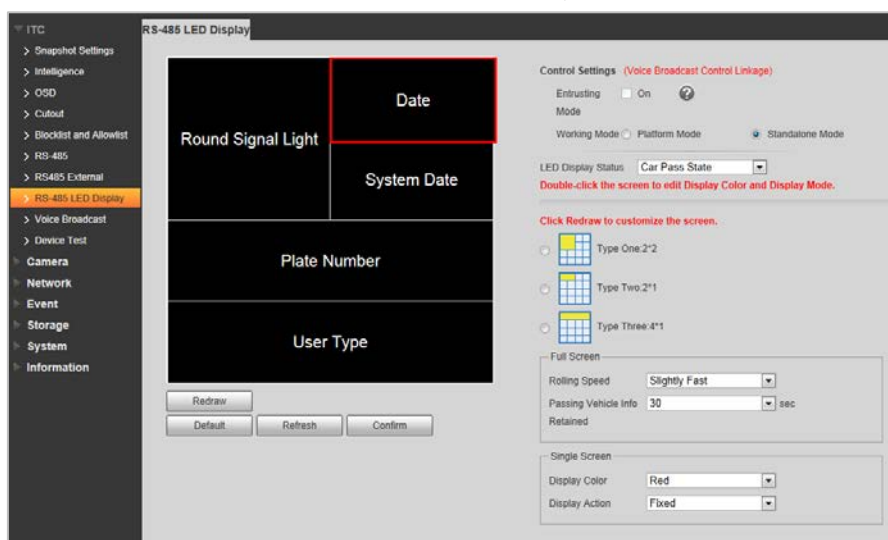 ITC
Snapshot Settings
Intelligence
OSD
Cutout
Blocklist and Allowlist
RS-485
RS485 External
RS-485 LED Display
Voice Broadcast
Device Test
Camera
Network
Event
Storage
System
Information
RS-485 LED Display
Round Signal Light
Date
System Date
Plate Number
User Type
Redraw
Default Refresh Confirm
Control Settings (Voice Broadcast Control Linkage)
Entrusting On ?
Mode
Working Mode Platform Mode Standalone Mode
LED Display Status Car Pass State
Double-click the screen to edit Display Color and Display Mode.
Click Redraw to customize the screen.
Type One:2*2
Type Two:2*1
Type Three:4*1
Full Screen
Rolling Speed Slightly Fast
Passing Vehicle Info 30 sec
Retained
Single Screen
Display Color Red
Display Action Fixed